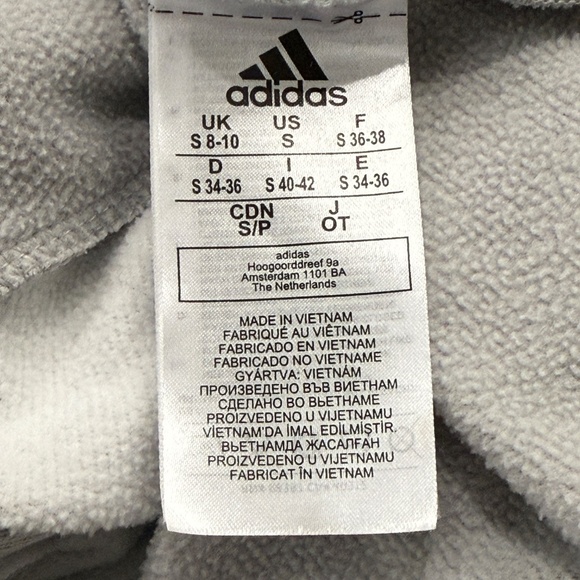 adidas
UK US F
S 8-10 S S 36-38
D I E
S 34-36 S 40-42 S 34-36
CDN J
S/P OT
adidas
Hoogoorddreef 9a
Amsterdam 1101 BA
The Netherlands
MADE IN VIETNAM
FABRIQUÉ AU VIÊTNAM
FABRICADO EN VIETNAM
FABRICADO NO VIETNAME
GYÁRTVA: VIETNÁM
ПРОИЗВЕДЕНО ВЪВ ВИЕТНАМ
СДЕЛАНО ВО ВЬЕТНАМЕ
PROIZVEDENO U VIJETNAMU
VİETNAM'DA İMAL EDİLMİŞTİR.
ВЬЕТНАМДА ЖАСАЛҒАН
PROIZVEDENO U VIJETNAMU
FABRICAT ÎN VIETNAM